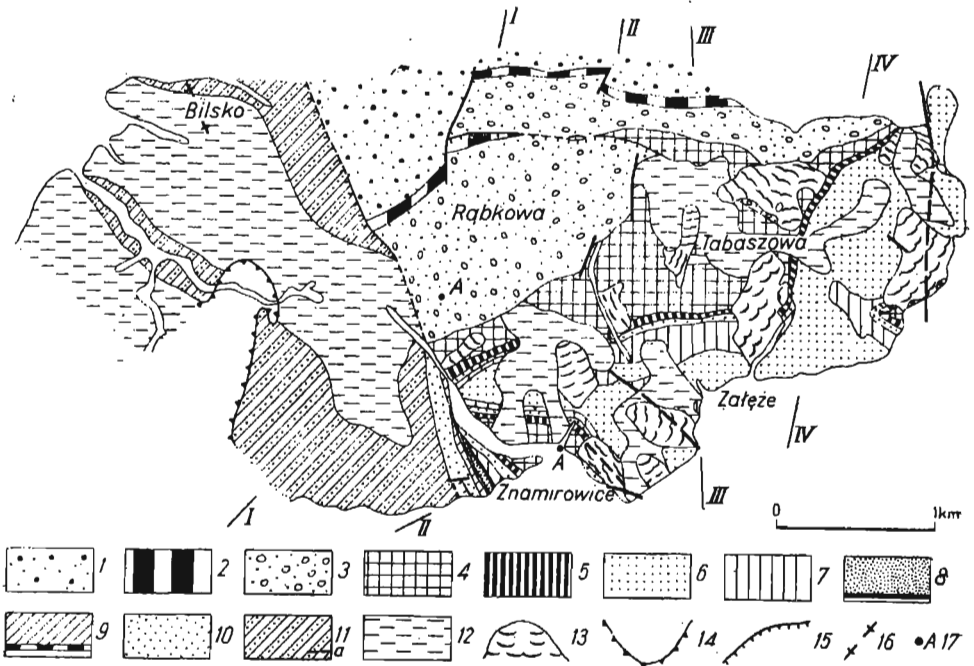 I
II
III
IV
Bilsko
Rąbkowa
Tabaszowa
A
Załęże
A
IV
Znamirowice
III
I
II
0 1km
1 2 3 4 5 6 7 8
9 10 11 a 12 13 14 15 16 A 17